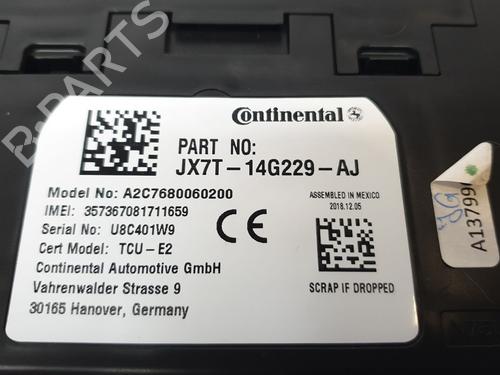 B-PARTS
Continental
PART NO:
JX7T-14G229-AJ
Model No: A2C7680060200
IMEI: 357367081711659
Serial No: U8C401W9
Cert Model: TCU-E2
Continental Automotive GmbH
Vahrenwalder Strasse 9
30165 Hanover, Germany
ASSEMBLED IN MEXICO
2018.12.05
SCRAP IF DROPPED